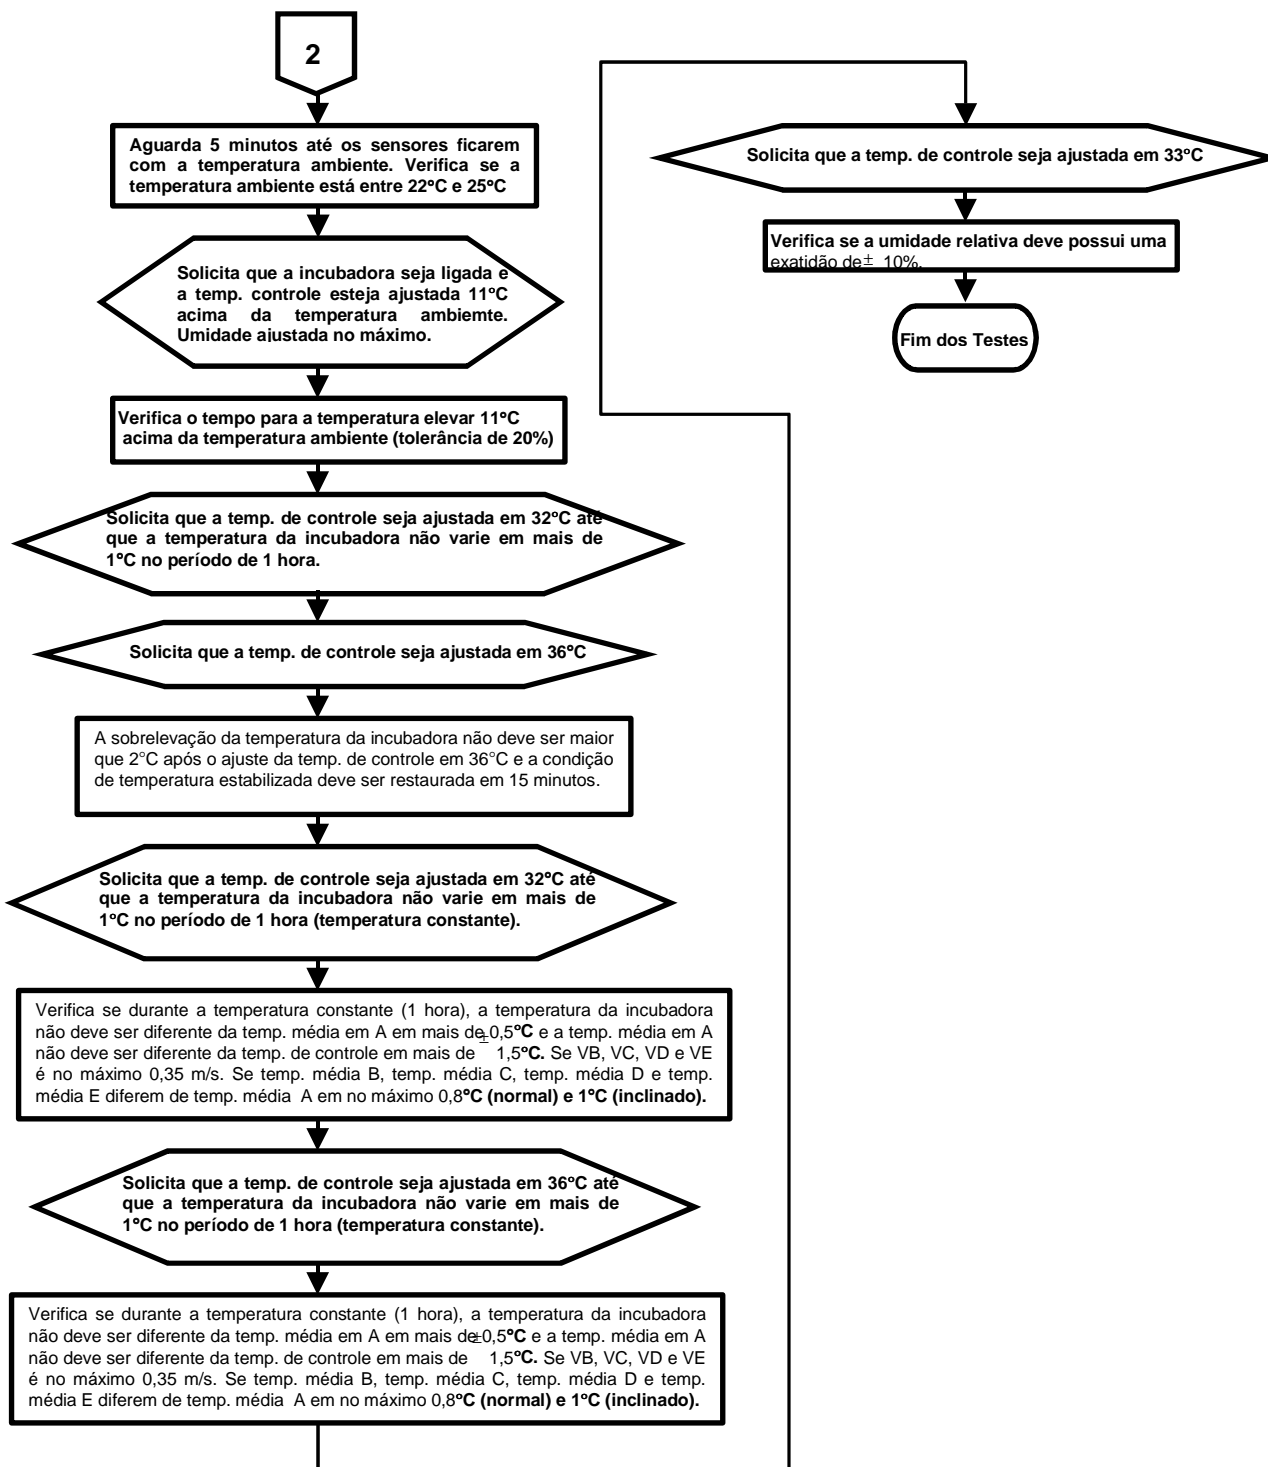 2
Aguarda 5 minutos até os sensores ficarem
com a temperatura ambiente. Verifica se a
temperatura ambiente está entre 22ºC e 25ºC
Solicita que a incubadora seja ligada e
a temp. controle esteja ajustada 11ºC
acima da temperatura ambiemte.
Umidade ajustada no máximo.
Verifica o tempo para a temperatura elevar 11ºC
acima da temperatura ambiente (tolerância de 20%)
Solicita que a temp. de controle seja ajustada em 32ºC até
que a temperatura da incubadora não varie em mais de
1ºC no período de 1 hora.
Solicita que a temp. de controle seja ajustada em 36ºC
A sobrelevação da temperatura da incubadora não deve ser maior
que 2°C após o ajuste da temp. de controle em 36°C e a condição
de temperatura estabilizada deve ser restaurada em 15 minutos.
Solicita que a temp. de controle seja ajustada em 32ºC até
que a temperatura da incubadora não varie em mais de
1ºC no período de 1 hora (temperatura constante).
Verifica se durante a temperatura constante (1 hora), a temperatura da incubadora
não deve ser diferente da temp. média em A em mais de 0,5ºC e a temp. média em A
não deve ser diferente da temp. de controle em mais de ± 1,5ºC. Se VB, VC, VD e VE
é no máximo 0,35 m/s. Se temp. média B, temp. média C, temp. média D e temp.
média E diferem de temp. média A em no máximo 0,8ºC (normal) e 1ºC (inclinado).
Solicita que a temp. de controle seja ajustada em 36ºC até
que a temperatura da incubadora não varie em mais de
1ºC no período de 1 hora (temperatura constante).
Verifica se durante a temperatura constante (1 hora), a temperatura da incubadora
não deve ser diferente da temp. média em A em mais de ±0,5ºC e a temp. média em A
não deve ser diferente da temp. de controle em mais de 1,5ºC. Se VB, VC, VD e VE
é no máximo 0,35 m/s. Se temp. média B, temp. média C, temp. média D e temp.
média E diferem de temp. média A em no máximo 0,8ºC (normal) e 1ºC (inclinado).
Solicita que a temp. de controle seja ajustada em 33ºC
Verifica se a umidade relativa deve possui uma
exatidão de ± 10%.
Fim dos Testes